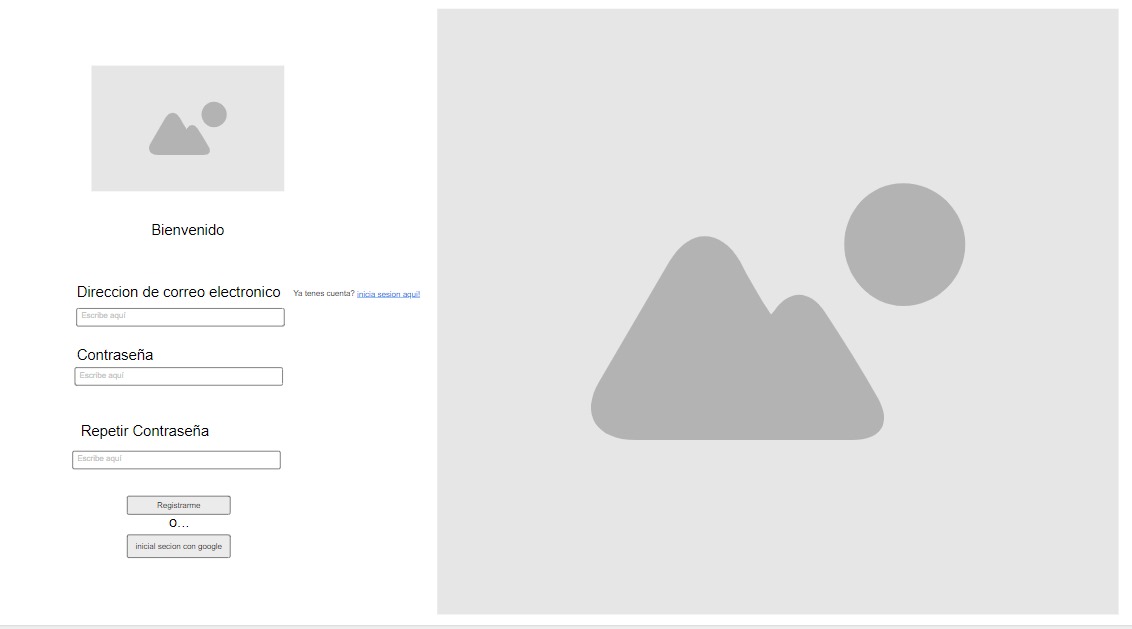 Bienvenido
Direccion de correo electronico
Ya tenes cuenta? inicia sesion aqui!
Escribe aquí
Contraseña
Escribe aquí
Repetir Contraseña
Escribe aquí
Registrarme
o...
inicial secion con google